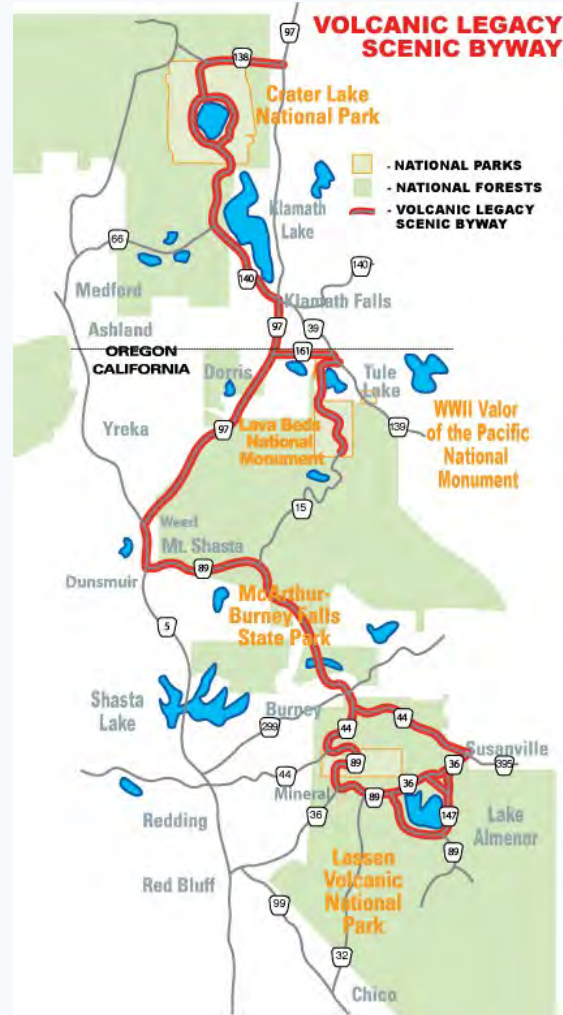 VOLCANIC LEGACY
SCENIC BYWAY
97
138
Crater Lake
National Park
- NATIONAL PARKS
- NATIONAL FORESTS
- VOLCANIC LEGACY
SCENIC BYWAY
Klamath
Lake
66
140
140
Medford
Klamath Falls
Ashland
97
39
OREGON
161
CALIFORNIA
Dorris
Tule
Lake
WWII Valor
of the Pacific
National
Monument
Yreka
97
139
Lava Beds
National
Monument
15
Weed
Mt. Shasta
89
Dunsmuir
McArthur-
Burney Falls
State Park
5
Shasta
Lake
Burney
299
44
44
Susanville
44
89
36
36
395
Mineral
89
Redding
36
147
Lake
Almenor
89
Lassen
Volcanic
National
Park
Red Bluff
99
32
Chico